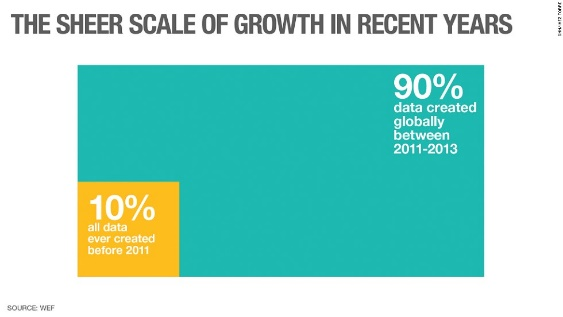 THE SHEER SCALE OF GROWTH IN RECENT YEARS
90%
data created
globally
between
2011-2013
10%
all data
ever created
before 2011
SOURCE: WEF